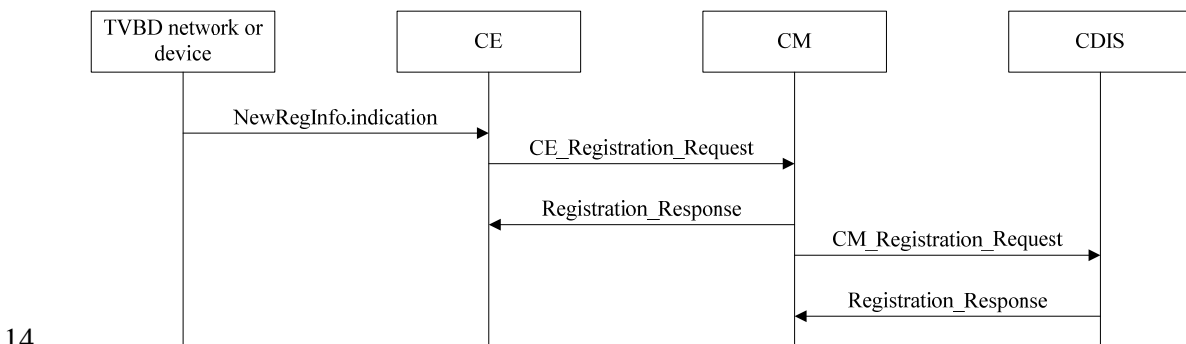 TVBD network or
device
CE
CM
CDIS
NewRegInfo.indication
CE_Registration_Request
Registration_Response
CM_Registration_Request
Registration_Response
14